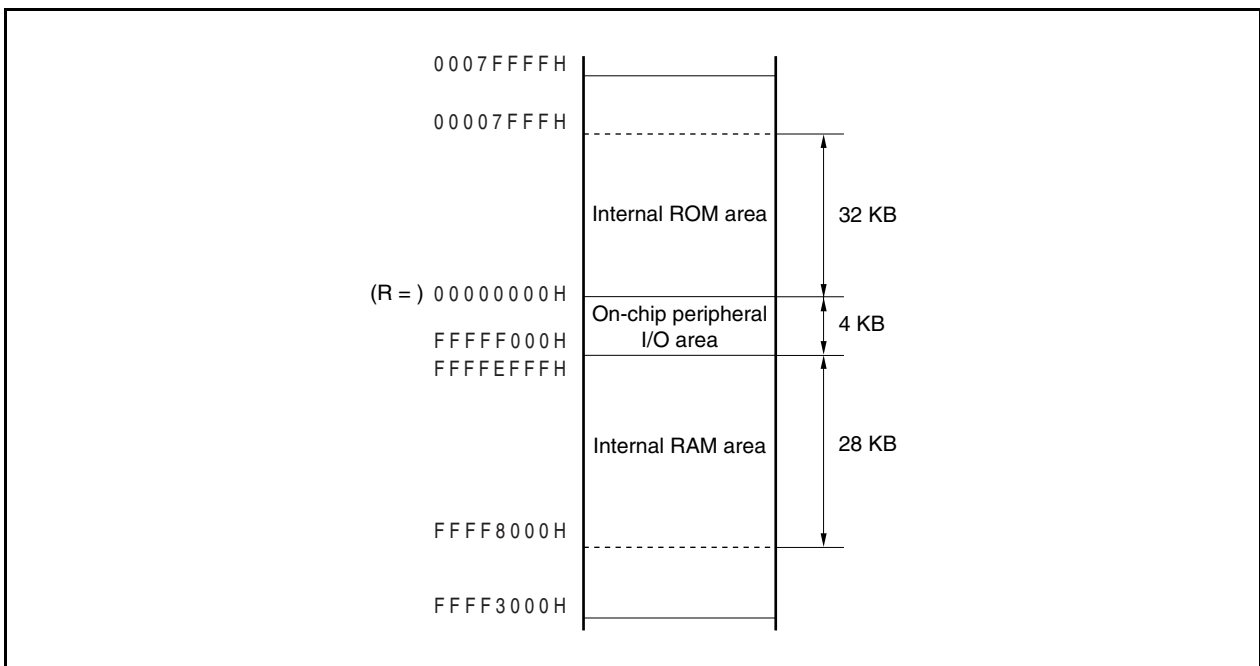 0007FFFFH
00007FFFH
Internal ROM area
32 KB
(R = ) 00000000H
On-chip peripheral
I/O area
4 KB
FFFFF000H
FFFFEFFFH
Internal RAM area
28 KB
FFFF8000H
FFFF3000H